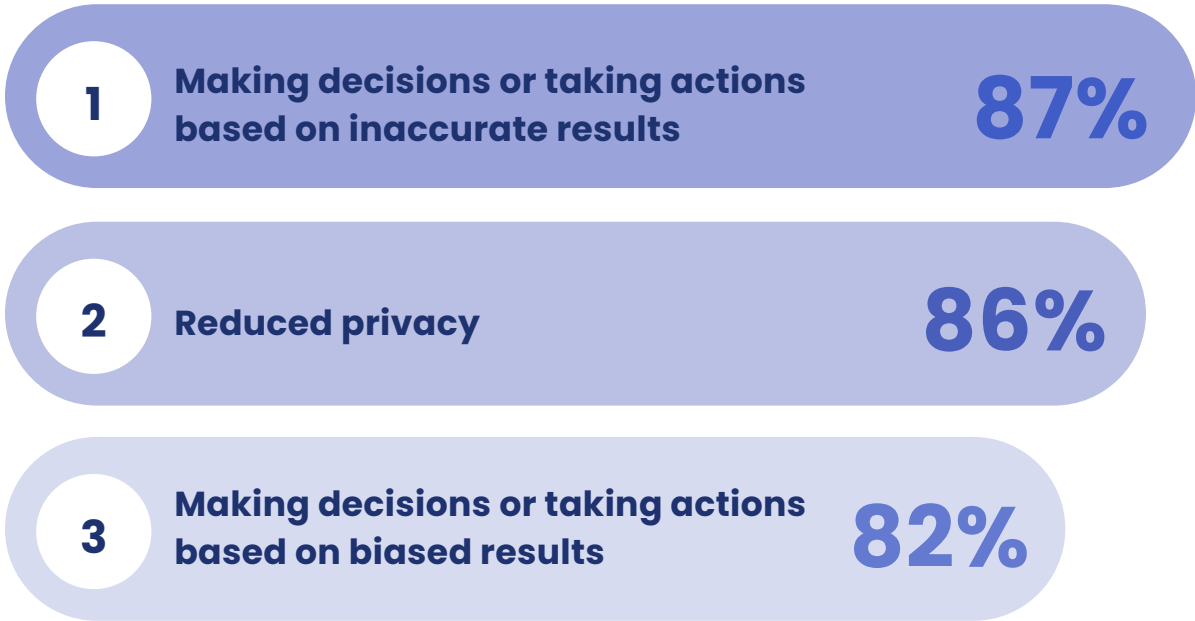 1
Making decisions or taking actions
based on inaccurate results
87%
2
Reduced privacy
86%
3
Making decisions or taking actions
based on biased results
82%